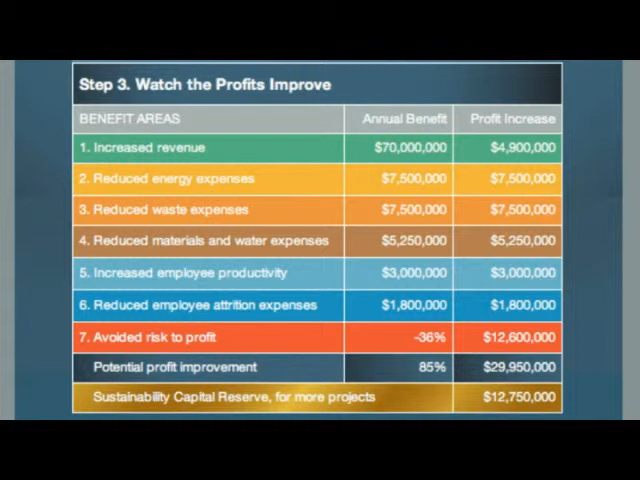 Step 3. Watch the Profits Improve
BENEFIT AREAS Annual Benefit Profit Increase
1. Increased revenue $70,000,000 $4,900,000
2. Reduced energy expenses $7,500,000 $7,500,000
3. Reduced waste expenses $7,500,000 $7,500,000
4. Reduced materials and water expenses $5,250,000 $5,250,000
5. Increased employee productivity $3,000,000 $3,000,000
6. Reduced employee attrition expenses $1,800,000 $1,800,000
7. Avoided risk to profit -36% $12,600,000
Potential profit improvement 85% $29,950,000
Sustainability Capital Reserve, for more projects $12,750,000